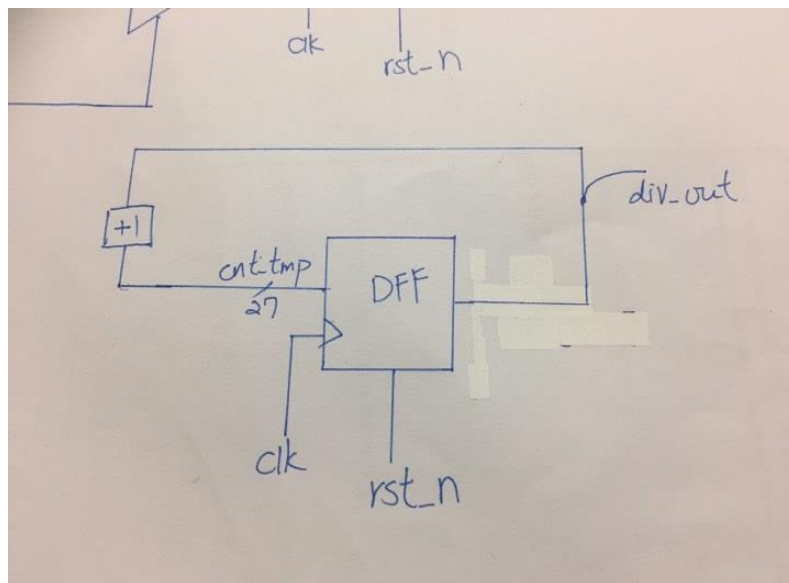 clk
rst_n
div_out
+1
cnt_tmp
27
DFF
clk
rst_n